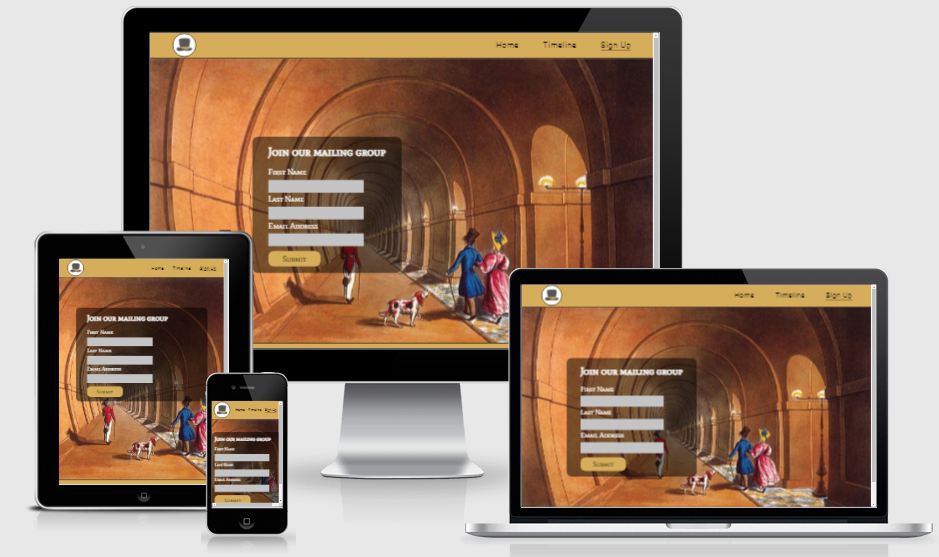 Home Timeline Sign Up
Join our mailing group
First Name
Last Name
Email Address
Submit
Home Timeline Sign Up
Join our mailing group
First Name
Last Name
Email Address
Submit
Home Timeline Sign Up
Join our mailing group
First Name
Last Name
Email Address
Submit
Home Timeline Sign Up
Join our mailing group
First Name
Last Name
Email Address
Submit